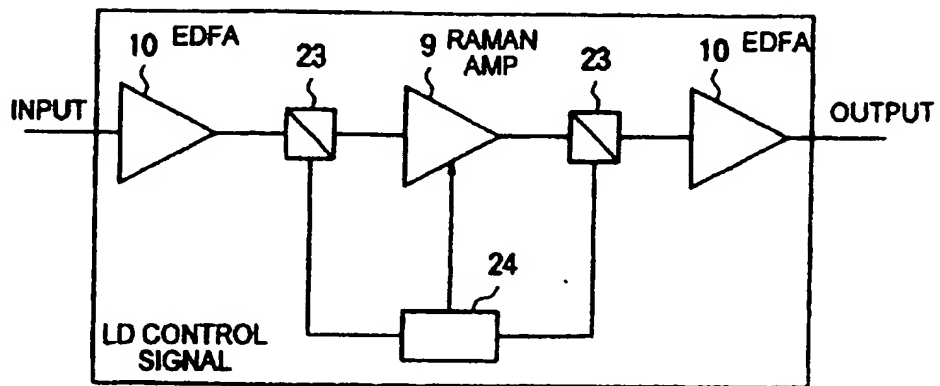 10 EDFA
23
9 RAMAN
AMP
23
10 EDFA
INPUT
OUTPUT
24
LD CONTROL
SIGNAL